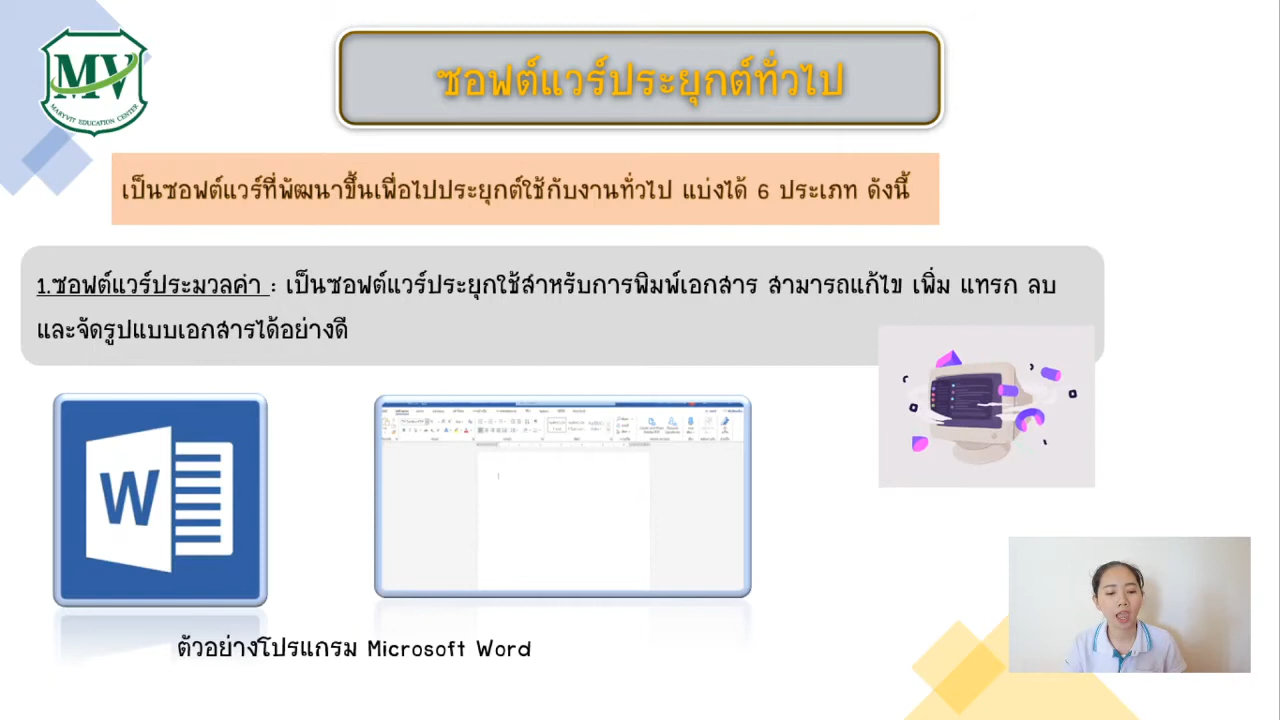 MV
MARYVIT EDUCATION CENTER
ซอฟต์แวร์ประยุกต์ทั่วไป
เป็นซอฟต์แวร์ที่พัฒนาขึ้นเพื่อไปประยุกต์ใช้กับงานทั่วไป แบ่งได้ 6 ประเภท ดังนี้
1.ซอฟต์แวร์ประมวลค่า : เป็นซอฟต์แวร์ประยุกใช้สำหรับการพิมพ์เอกสาร สามารถแก้ไข เพิ่ม แทรก ลบ
และจัดรูปแบบเอกสารได้อย่างดี
W
ตัวอย่างโปรแกรม Microsoft Word